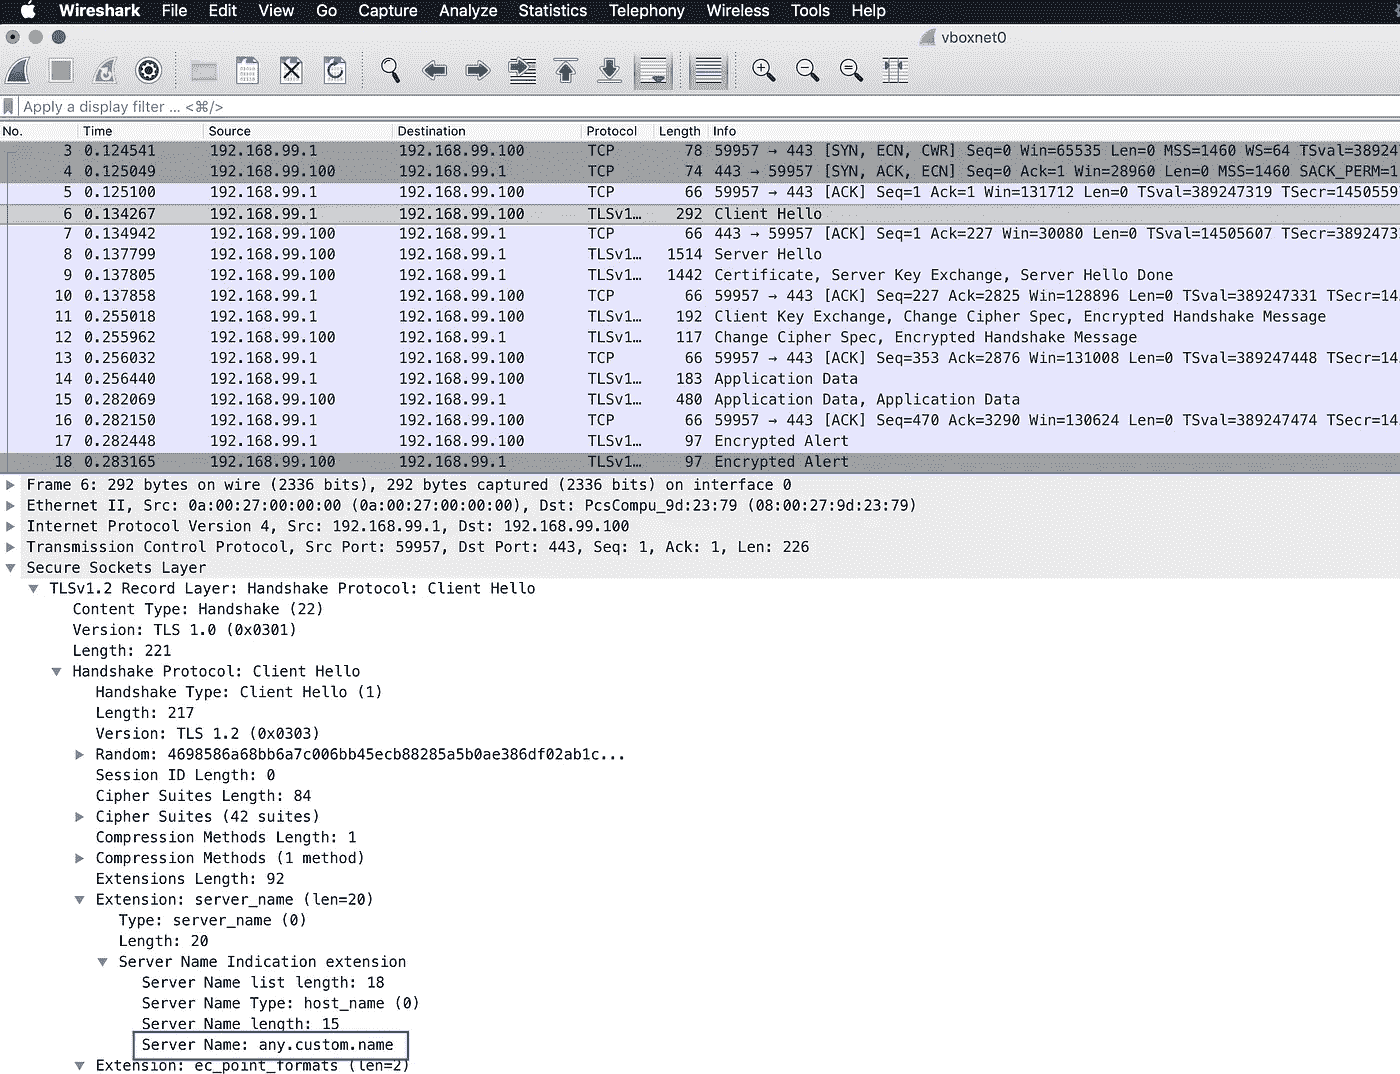 Wireshark File Edit View Go Capture Analyze Statistics Telephony Wireless Tools Help
vboxnet0
Apply a display filter ... <⌘/>
No. Time Source Destination Protocol Length Info
3 0.124541 192.168.99.1 192.168.99.100 TCP 78 59957 → 443 [SYN, ECN, CWR] Seq=0 Win=65535 Len=0 MSS=1460 WS=64 TSval=38924
4 0.125049 192.168.99.100 192.168.99.1 TCP 74 443 → 59957 [SYN, ACK, ECN] Seq=0 Ack=1 Win=28960 Len=0 MSS=1460 SACK_PERM=1
5 0.125100 192.168.99.1 192.168.99.100 TCP 66 59957 → 443 [ACK] Seq=1 Ack=1 Win=131712 Len=0 TSval=389247319 TSecr=1450559
6 0.134267 192.168.99.1 192.168.99.100 TLSv1… 292 Client Hello
7 0.134942 192.168.99.100 192.168.99.1 TCP 66 443 → 59957 [ACK] Seq=1 Ack=227 Win=30080 Len=0 TSval=14505607 TSecr=3892473
8 0.137799 192.168.99.100 192.168.99.1 TLSv1… 1514 Server Hello
9 0.137805 192.168.99.100 192.168.99.1 TLSv1… 1442 Certificate, Server Key Exchange, Server Hello Done
10 0.137858 192.168.99.1 192.168.99.100 TCP 66 59957 → 443 [ACK] Seq=227 Ack=2825 Win=128896 Len=0 TSval=389247331 TSecr=14
11 0.255018 192.168.99.1 192.168.99.100 TLSv1… 192 Client Key Exchange, Change Cipher Spec, Encrypted Handshake Message
12 0.255962 192.168.99.100 192.168.99.1 TLSv1… 117 Change Cipher Spec, Encrypted Handshake Message
13 0.256032 192.168.99.1 192.168.99.100 TCP 66 59957 → 443 [ACK] Seq=353 Ack=2876 Win=131008 Len=0 TSval=389247448 TSecr=14
14 0.256440 192.168.99.1 192.168.99.100 TLSv1… 183 Application Data
15 0.282069 192.168.99.100 192.168.99.1 TLSv1… 480 Application Data, Application Data
16 0.282150 192.168.99.1 192.168.99.100 TCP 66 59957 → 443 [ACK] Seq=470 Ack=3290 Win=130624 Len=0 TSval=389247474 TSecr=14
17 0.282448 192.168.99.1 192.168.99.100 TLSv1… 97 Encrypted Alert
18 0.283165 192.168.99.100 192.168.99.1 TLSv1… 97 Encrypted Alert
Frame 6: 292 bytes on wire (2336 bits), 292 bytes captured (2336 bits) on interface 0
Ethernet II, Src: 0a:00:27:00:00:00 (0a:00:27:00:00:00), Dst: PcsCompu_9d:23:79 (08:00:27:9d:23:79)
Internet Protocol Version 4, Src: 192.168.99.1, Dst: 192.168.99.100
Transmission Control Protocol, Src Port: 59957, Dst Port: 443, Seq: 1, Ack: 1, Len: 226
Secure Sockets Layer
TLSv1.2 Record Layer: Handshake Protocol: Client Hello
Content Type: Handshake (22)
Version: TLS 1.0 (0x0301)
Length: 221
Handshake Protocol: Client Hello
Handshake Type: Client Hello (1)
Length: 217
Version: TLS 1.2 (0x0303)
Random: 4698586a68bb6a7c006bb45ecb88285a5b0ae386df02ab1c...
Session ID Length: 0
Cipher Suites Length: 84
Cipher Suites (42 suites)
Compression Methods Length: 1
Compression Methods (1 method)
Extensions Length: 92
Extension: server_name (len=20)
Type: server_name (0)
Length: 20
Server Name Indication extension
Server Name list length: 18
Server Name Type: host_name (0)
Server Name length: 15
Server Name: any.custom.name
Extension: ec_point_formats (len=2)